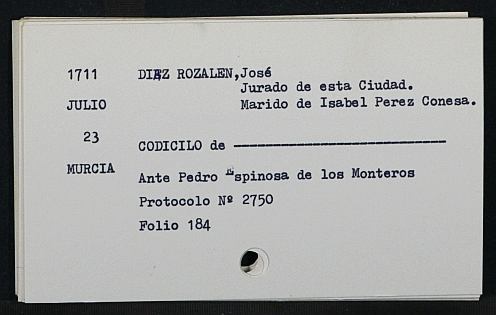 1711 DIAZ ROZALEN,José
Jurado de esta Ciudad.
JULIO Marido de Isabel Perez Conesa.
23
CODICILO de ------------------------------
MURCIA
Ante Pedro Espinosa de los Monteros
Protocolo Nº 2750
Folio 184